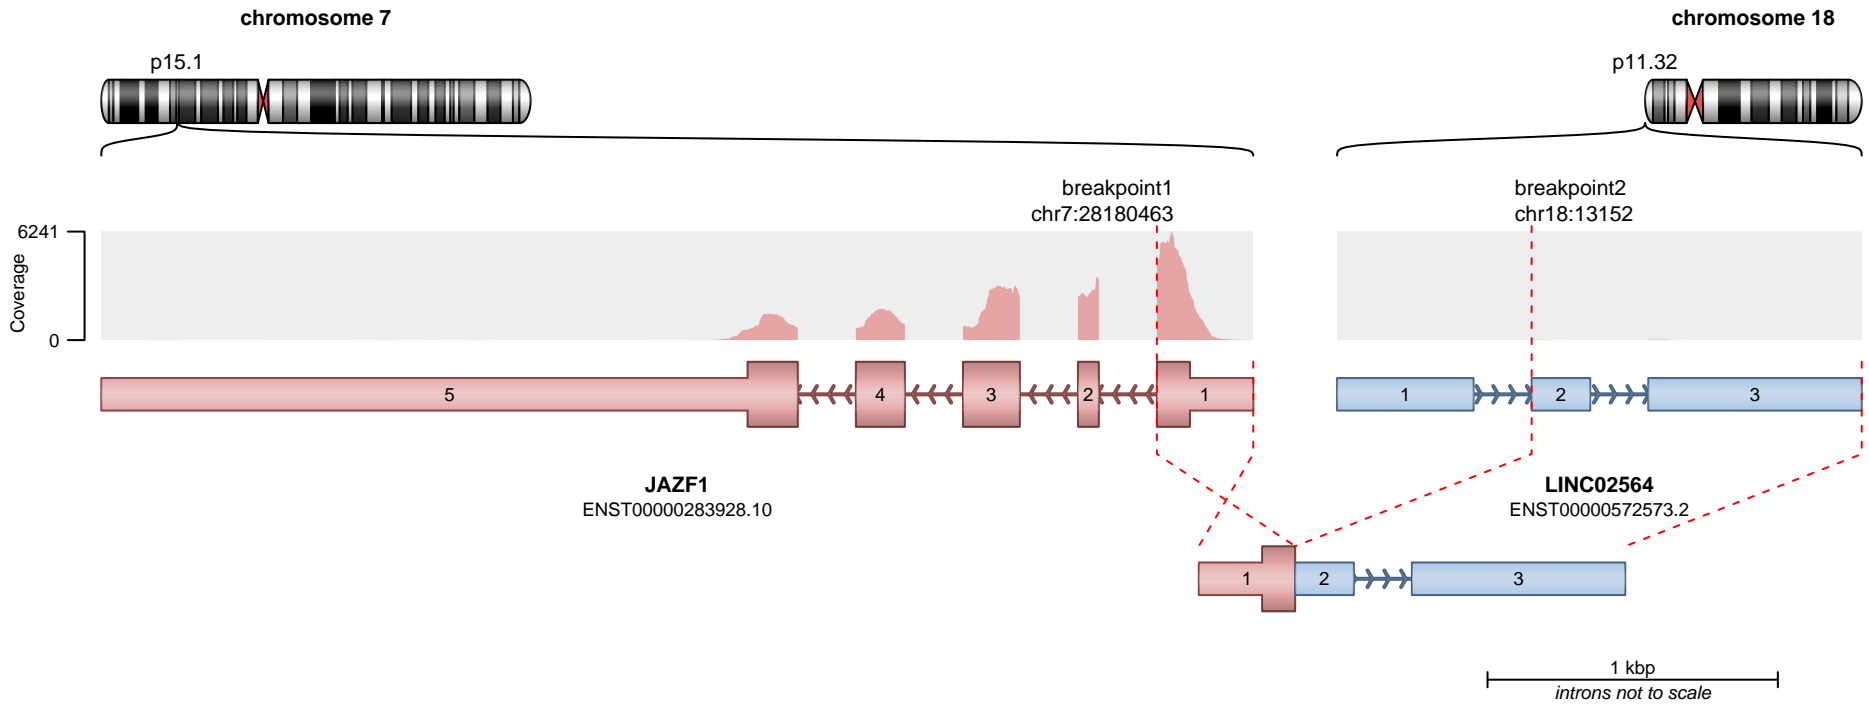 chromosome 7
chromosome 18
p15.1
p11.32
breakpoint1
chr7:28180463
breakpoint2
chr18:13152
6241
Coverage
0
5
4
3
2
1
1
2
3
JAZF1
ENST00000283928.10
LINC02564
ENST00000572573.2
1
2
3
1 kbp
introns not to scale